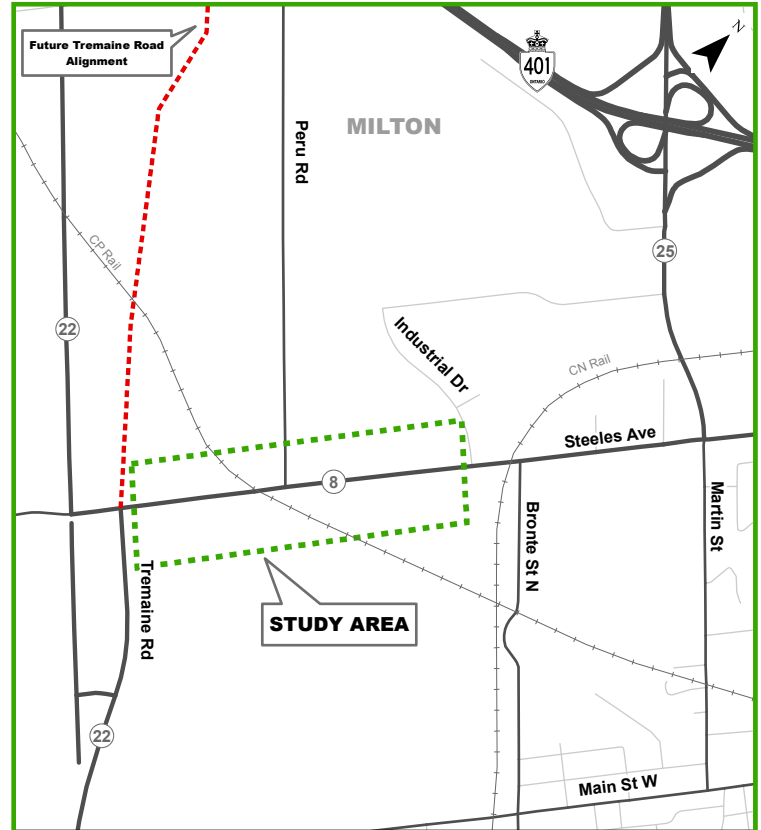 Future Tremaine Road
Alignment
N
401
ONTARIO
Peru Rd
MILTON
CP Rail
25
22
Industrial Dr
CN Rail
Steeles Ave
8
Bronte St N
Martin St
Tremaine Rd
STUDY AREA
22
Main St W